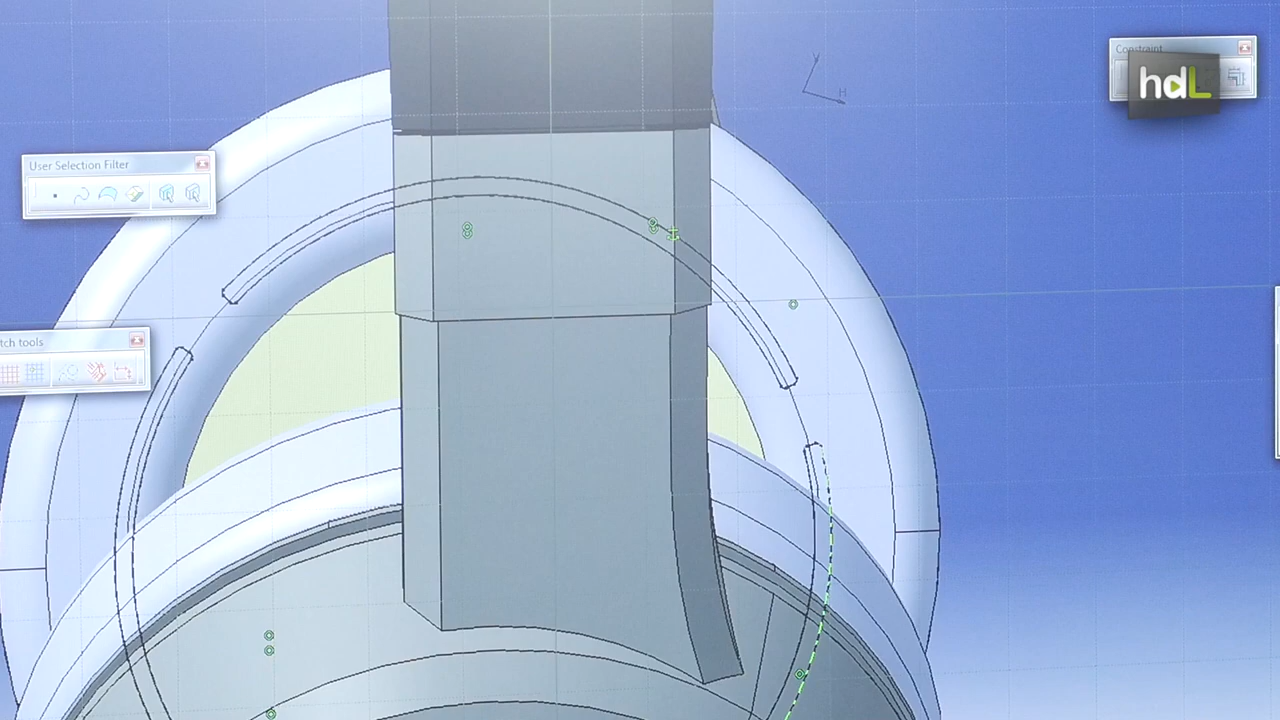 Constraint
hdL
User Selection Filter
tch tools
V
H